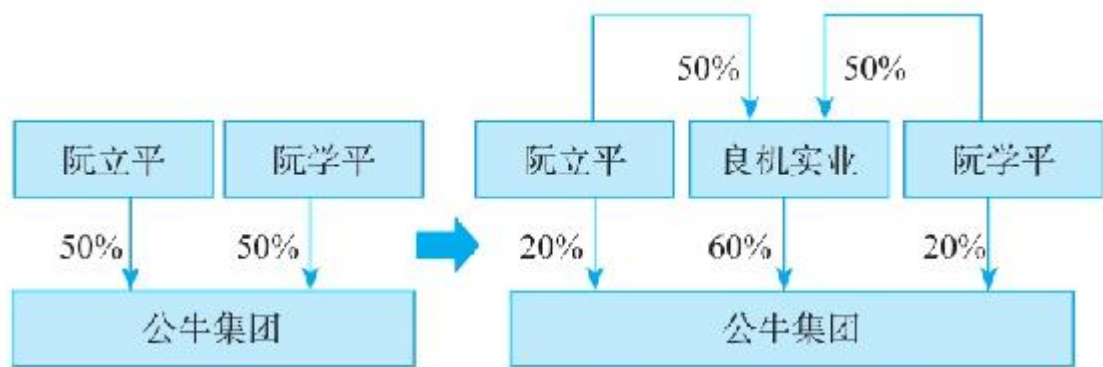 50% 50%
阮立平 阮学平 阮立平 良机实业 阮学平
50% 50% 20% 60% 20%
公牛集团 公牛集团